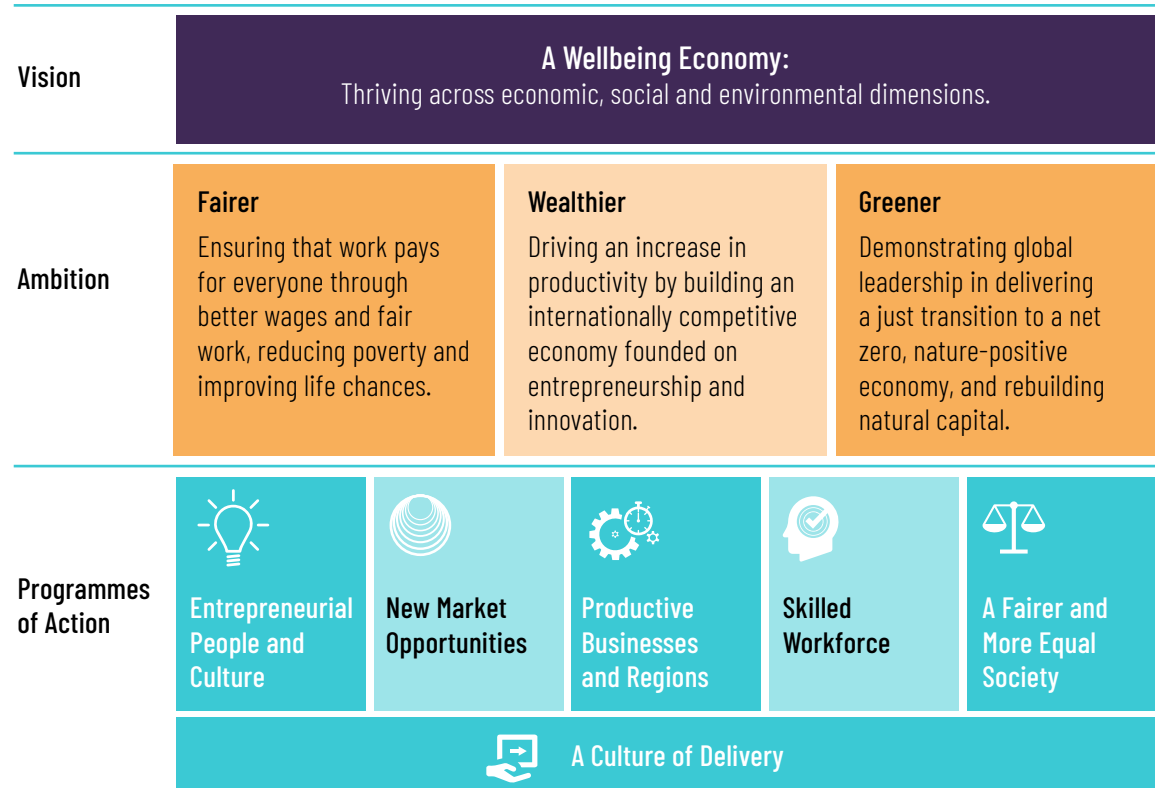 Vision
A Wellbeing Economy:
Thriving across economic, social and environmental dimensions.
Ambition
Fairer
Ensuring that work pays
for everyone through
better wages and fair
work, reducing poverty and
improving life chances.
Wealthier
Driving an increase in
productivity by building an
internationally competitive
economy founded on
entrepreneurship and
innovation.
Greener
Demonstrating global
leadership in delivering
a just transition to a net
zero, nature-positive
economy, and rebuilding
natural capital.
Programmes
of Action
Entrepreneurial
People and
Culture
New Market
Opportunities
Productive
Businesses
and Regions
Skilled
Workforce
A Fairer and
More Equal
Society
A Culture of Delivery